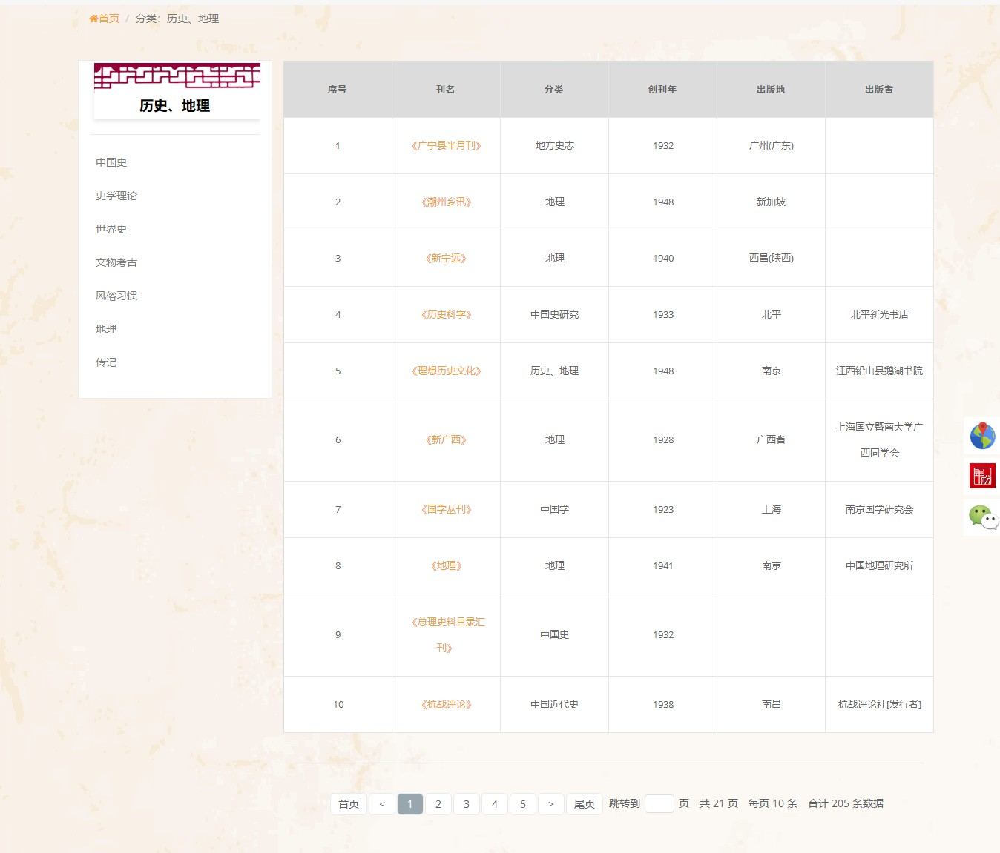 首页 / 分类：历史、地理
历史、地理
中国史
史学理论
世界史
文物考古
风俗习惯
地理
传记
序号 刊名 分类 创刊年 出版地 出版者
1 《广宁县半月刊》 地方史志 1932 广州(广东)
2 《潮州乡讯》 地理 1948 新加坡
3 《新宁远》 地理 1940 西昌(陕西)
4 《历史科学》 中国史研究 1933 北平 北平新光书店
5 《理想历史文化》 历史、地理 1948 南京 江西铅山县鹅湖书院
6 《新广西》 地理 1928 广西省 上海国立暨南大学广
西同学会
7 《国学丛刊》 中国学 1923 上海 南京国学研究会
8 《地理》 地理 1941 南京 中国地理研究所
9 《总理史料目录汇
刊》 中国史 1932
10 《抗战评论》 中国近代史 1938 南昌 抗战评论社[发行者]
年份
首页 < 1 2 3 4 5 > 尾页 跳转到 页 共 21 页 每页 10 条 合计 205 条数据